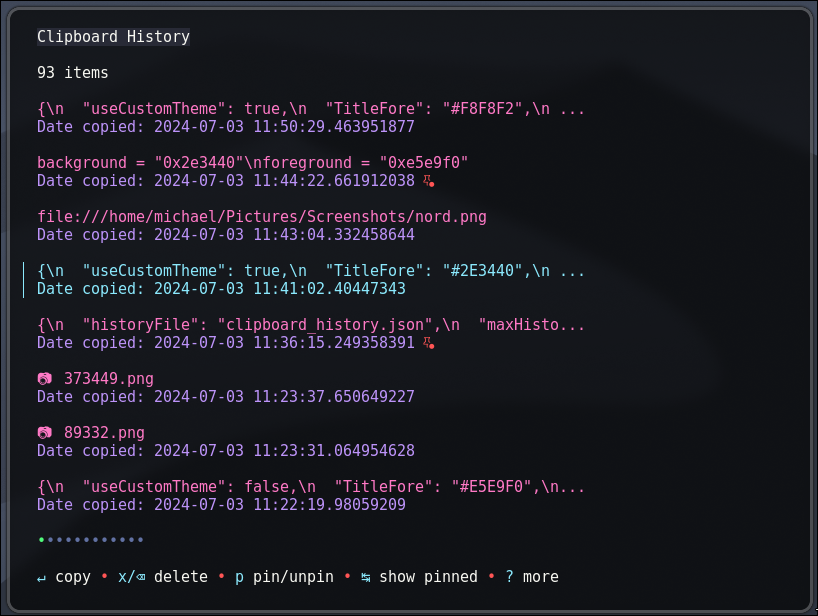 Clipboard History
93 items
{\n  "useCustomTheme": true,\n  "TitleFore": "#F8F8F2",\n ...
Date copied: 2024-07-03 11:50:29.463951877
background = "0x2e3440"\nforeground = "0xe5e9f0"
Date copied: 2024-07-03 11:44:22.661912038
file:///home/michael/Pictures/Screenshots/nord.png
Date copied: 2024-07-03 11:43:04.332458644
{\n  "useCustomTheme": true,\n  "TitleFore": "#2E3440",\n ...
Date copied: 2024-07-03 11:41:02.40447343
{\n  "historyFile": "clipboard_history.json",\n  "maxHisto...
Date copied: 2024-07-03 11:36:15.249358391
📷 373449.png
Date copied: 2024-07-03 11:23:37.650649227
📷 89332.png
Date copied: 2024-07-03 11:23:31.064954628
{\n  "useCustomTheme": false,\n  "TitleFore": "#E5E9F0",\n...
Date copied: 2024-07-03 11:22:19.98059209
↵ copy • x/⌫ delete • p pin/unpin • ↹ show pinned • ? more